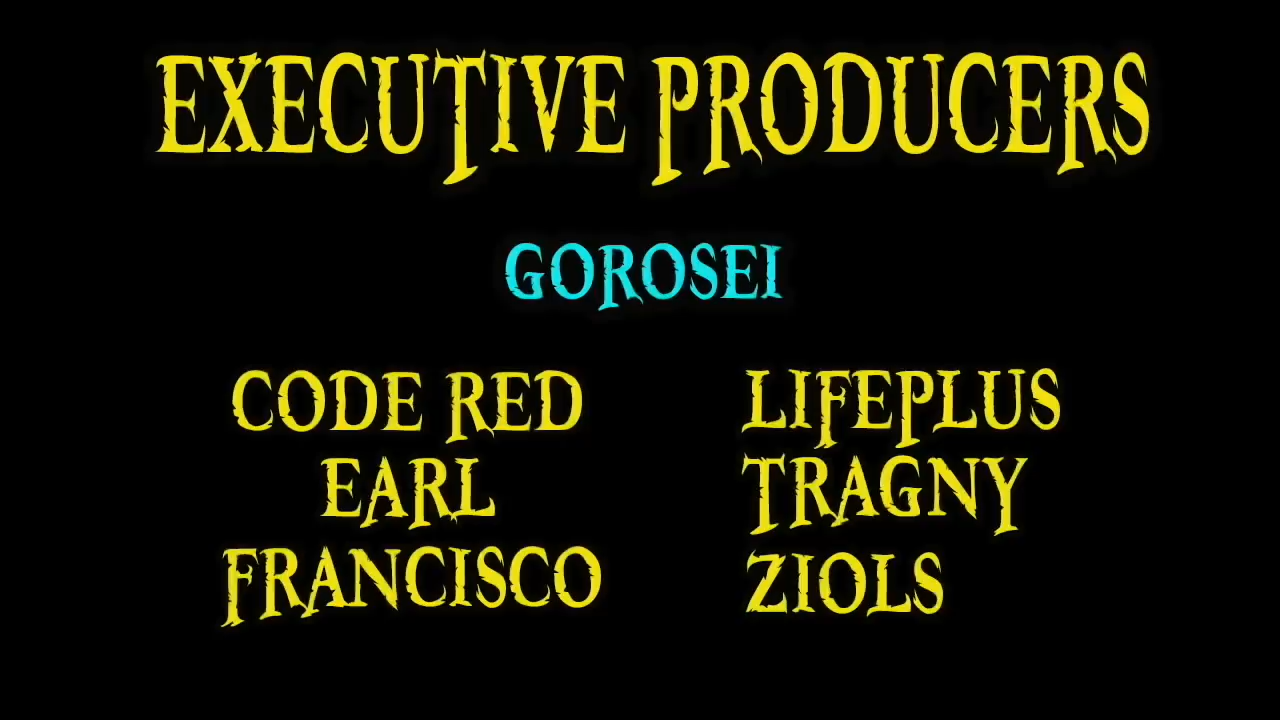 EXECUTIVE PRODUCERS
GOROSEI
CODE RED
EARL
FRANCISCO
LIFEPLUS
TRAGNY
ZIOLS